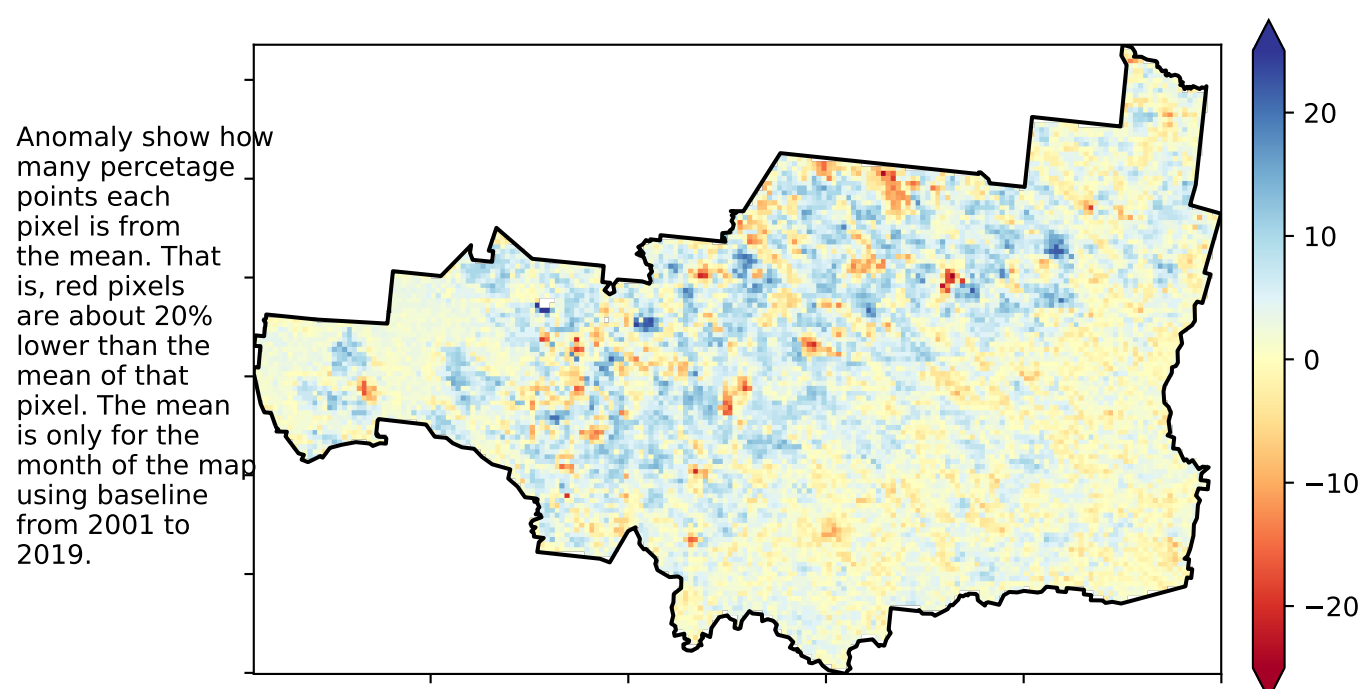 Anomaly show how
many percetage
points each
pixel is from
the mean. That
is, red pixels
are about 20%
lower than the
mean of that
pixel. The mean
is only for the
month of the map
using baseline
from 2001 to
2019.
20
10
0
−10
−20